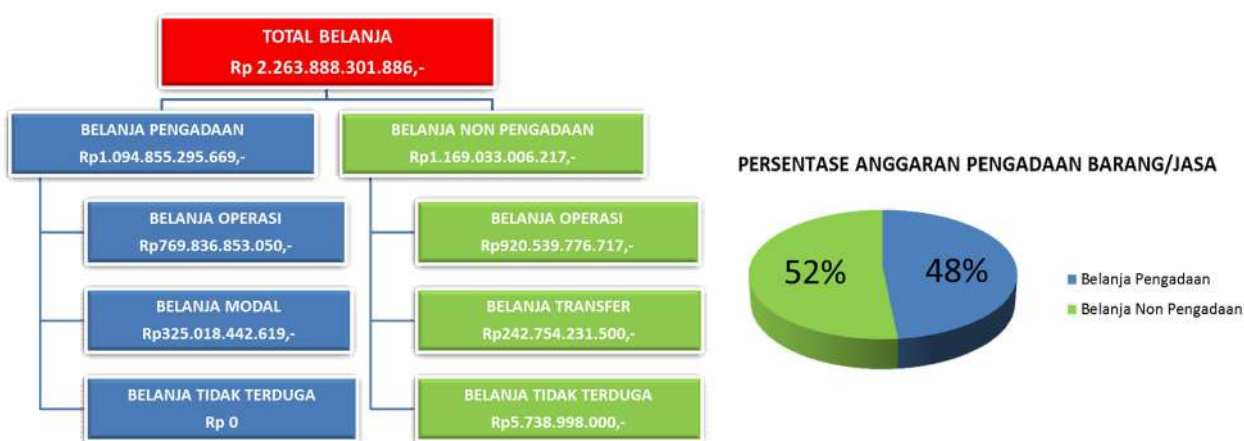 TOTAL BELANJA
Rp 2.263.888.301.886,-
BELANJA PENGADAAN
Rp1.094.855.295.669,-
BELANJA NON PENGADAAN
Rp1.169.033.006.217,-
BELANJA OPERASI
Rp769.836.853.050,-
BELANJA OPERASI
Rp920.539.776.717,-
BELANJA MODAL
Rp325.018.442.619,-
BELANJA TRANSFER
Rp242.754.231.500,-
BELANJA TIDAK TERDUGA
Rp 0
BELANJA TIDAK TERDUGA
Rp5.738.998.000,-
PERSENTASE ANGGARAN PENGADAAN BARANG/JASA
52%
48%
Belanja Pengadaan
Belanja Non Pengadaan